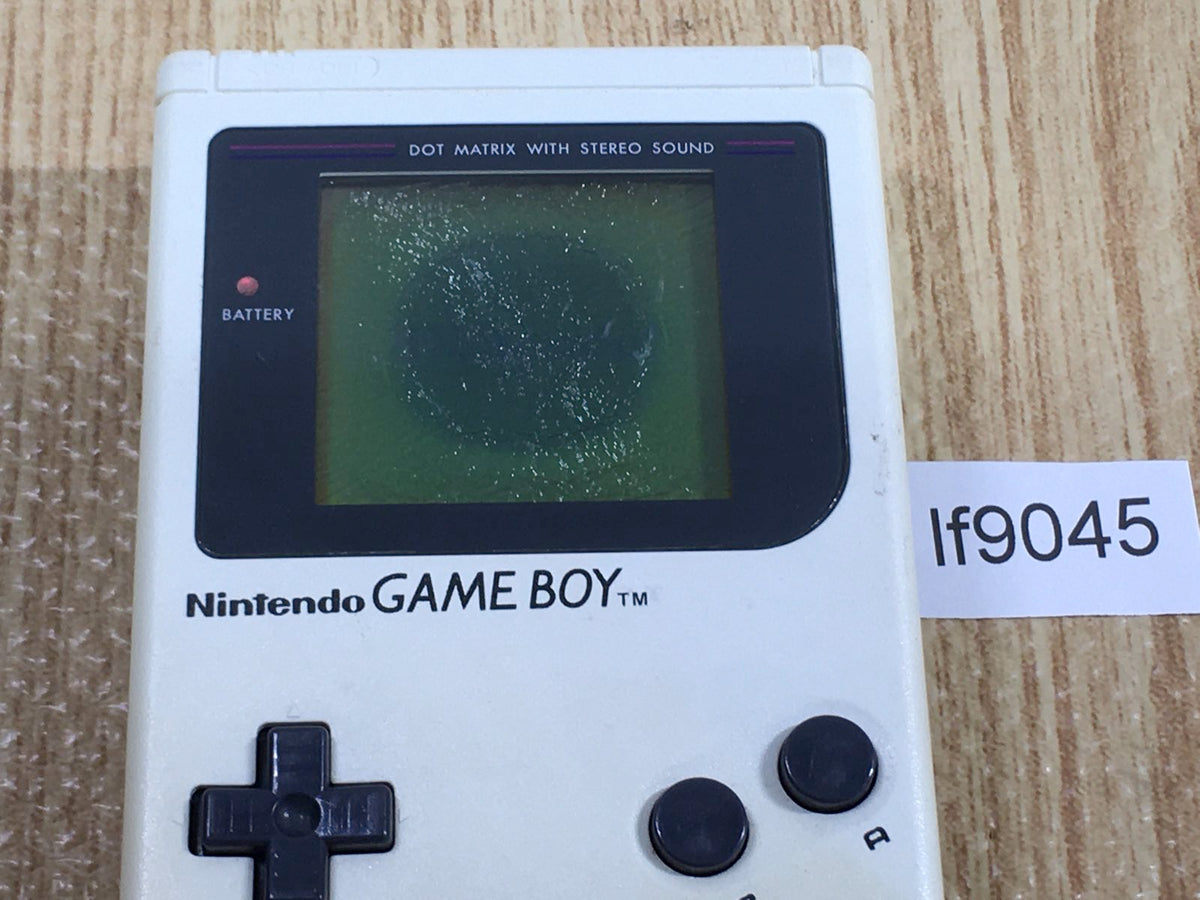 DOT MATRIX WITH STEREO SOUND
BATTERY
lf9045
Nintendo GAME BOY™
A